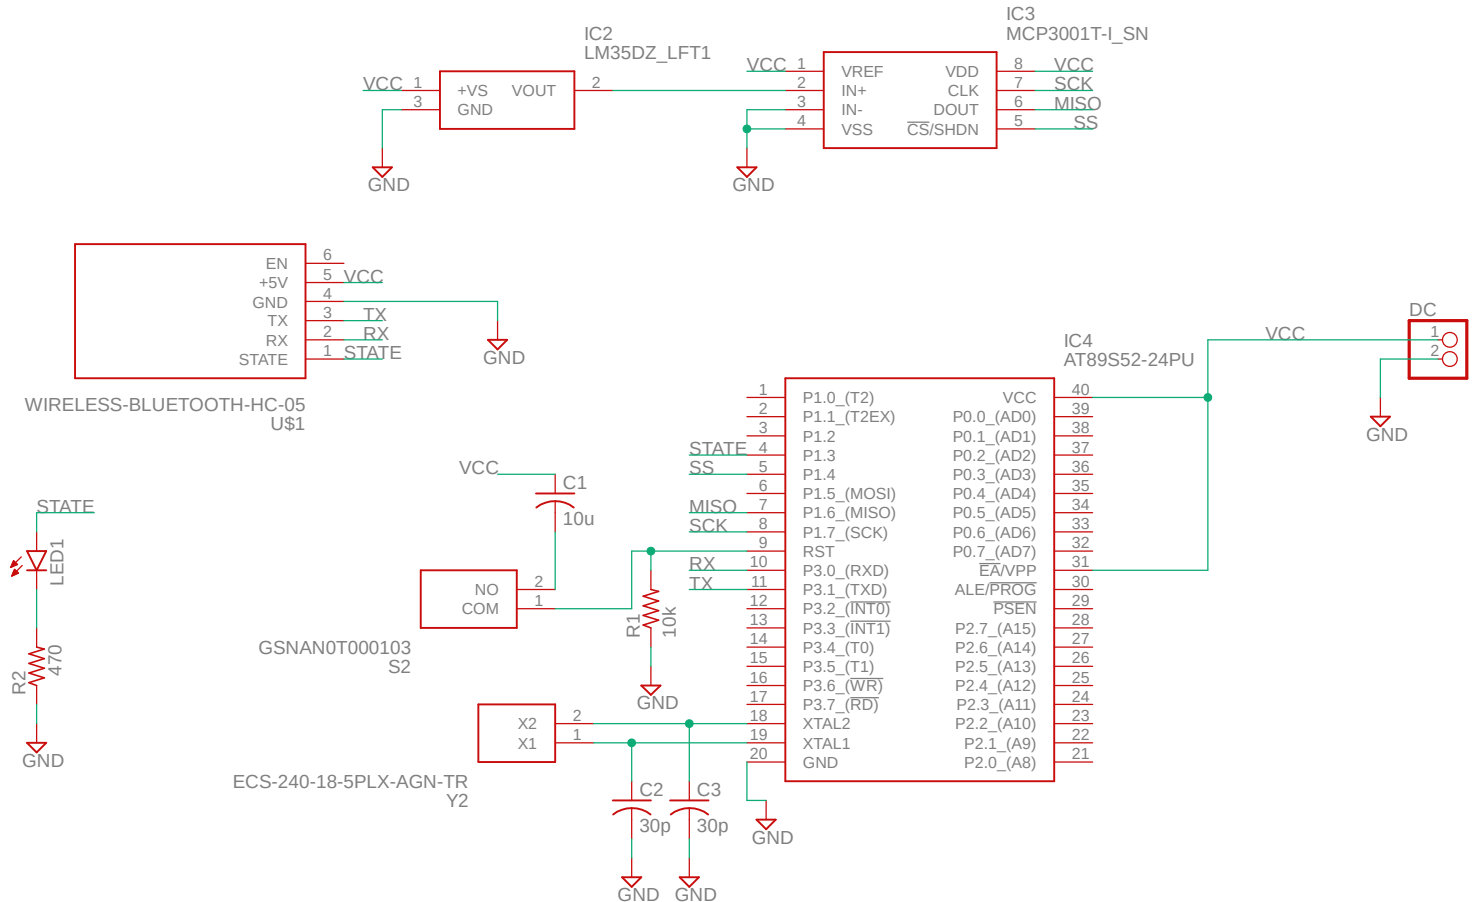 IC2
LM35DZ_LFT1
VCC 1 +VS VOUT 2
3 GND
GND
IC3
MCP3001T-I_SN
VCC 1 VREF VDD 8 VCC
2 IN+ CLK 7 SCK
3 IN- DOUT 6 MISO
4 VSS CS/SHDN 5 SS
GND
EN 6
+5V 5 VCC
GND 4
TX 3 TX
RX 2 RX
STATE 1 STATE
GND
WIRELESS-BLUETOOTH-HC-05
U$1
DC
VCC 1
2
GND
IC4
AT89S52-24PU
1 P1.0_(T2) VCC 40
2 P1.1_(T2EX) P0.0_(AD0) 39
3 P1.2 P0.1_(AD1) 38
STATE 4 P1.3 P0.2_(AD2) 37
SS 5 P1.4 P0.3_(AD3) 36
6 P1.5_(MOSI) P0.4_(AD4) 35
MISO 7 P1.6_(MISO) P0.5_(AD5) 34
SCK 8 P1.7_(SCK) P0.6_(AD6) 33
9 RST P0.7_(AD7) 32
RX 10 P3.0_(RXD) EA/VPP 31
TX 11 P3.1_(TXD) ALE/PROG 30
12 P3.2_(INT0) PSEN 29
13 P3.3_(INT1) P2.7_(A15) 28
14 P3.4_(T0) P2.6_(A14) 27
15 P3.5_(T1) P2.5_(A13) 26
16 P3.6_(WR) P2.4_(A12) 25
17 P3.7_(RD) P2.3_(A11) 24
18 XTAL2 P2.2_(A10) 23
19 XTAL1 P2.1_(A9) 22
20 GND P2.0_(A8) 21
GND
VCC
C1
10u
NO 2
COM 1
GSNAN0T000103
S2
R1
10k
GND
STATE
LED1
R2
470
GND
X2 2
X1 1
ECS-240-18-5PLX-AGN-TR
Y2
C2
30p
GND
C3
30p
GND